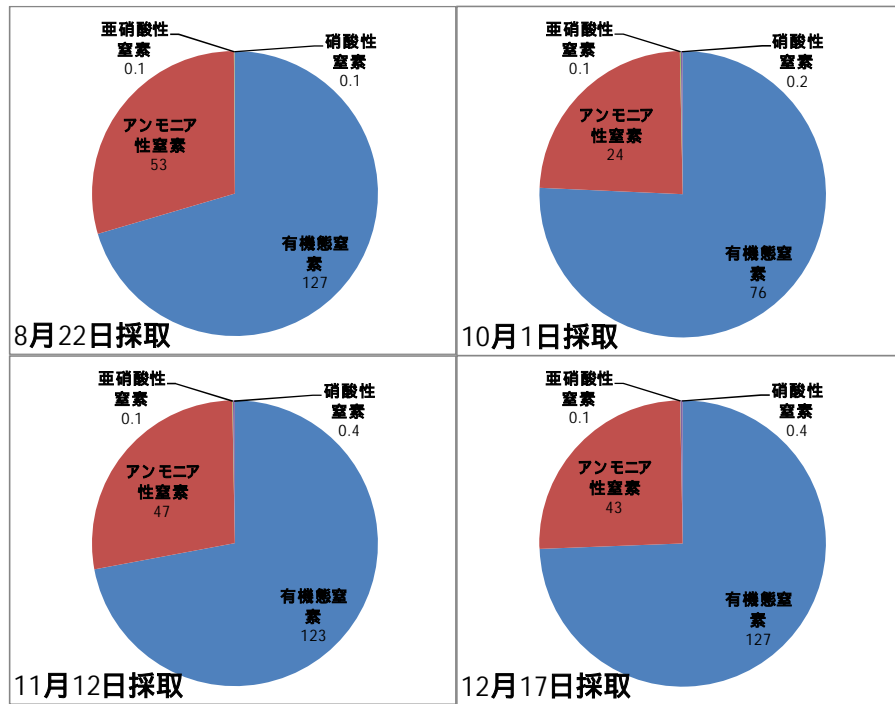 亜硝酸性
窒素
0.1
硝酸性
窒素
0.1
アンモニア
性窒素
53
有機態窒
素
127
8月22日採取
亜硝酸性
窒素
0.1
硝酸性
窒素
0.2
アンモニア
性窒素
24
有機態窒
素
76
10月1日採取
亜硝酸性
窒素
0.1
硝酸性
窒素
0.4
アンモニア
性窒素
47
有機態窒
素
123
11月12日採取
亜硝酸性
窒素
0.1
硝酸性
窒素
0.4
アンモニア
性窒素
43
有機態窒
素
127
12月17日採取